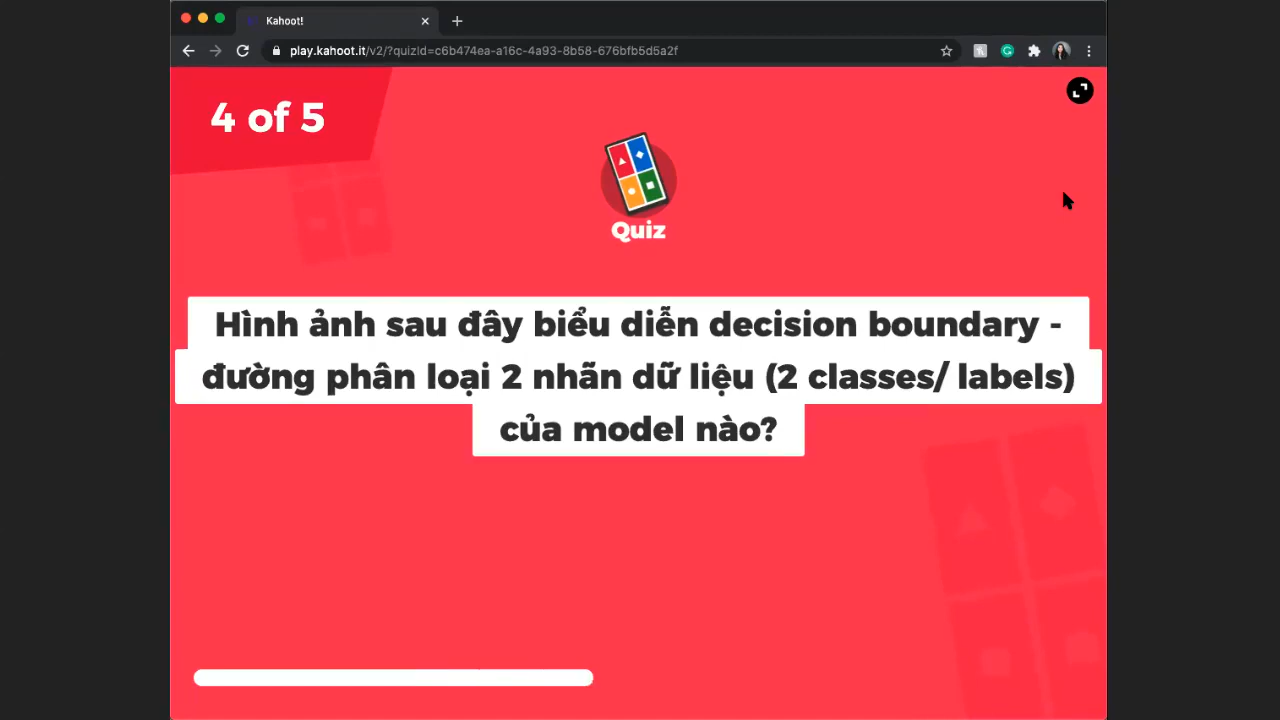 Kahoot!
play.kahoot.it/v2/?quizId=c6b474ea-a16c-4a93-8b58-676bfb5d5a2f
4 of 5
Quiz
Hình ảnh sau đây biểu diễn decision boundary -
đường phân loại 2 nhãn dữ liệu (2 classes/ labels)
của model nào?